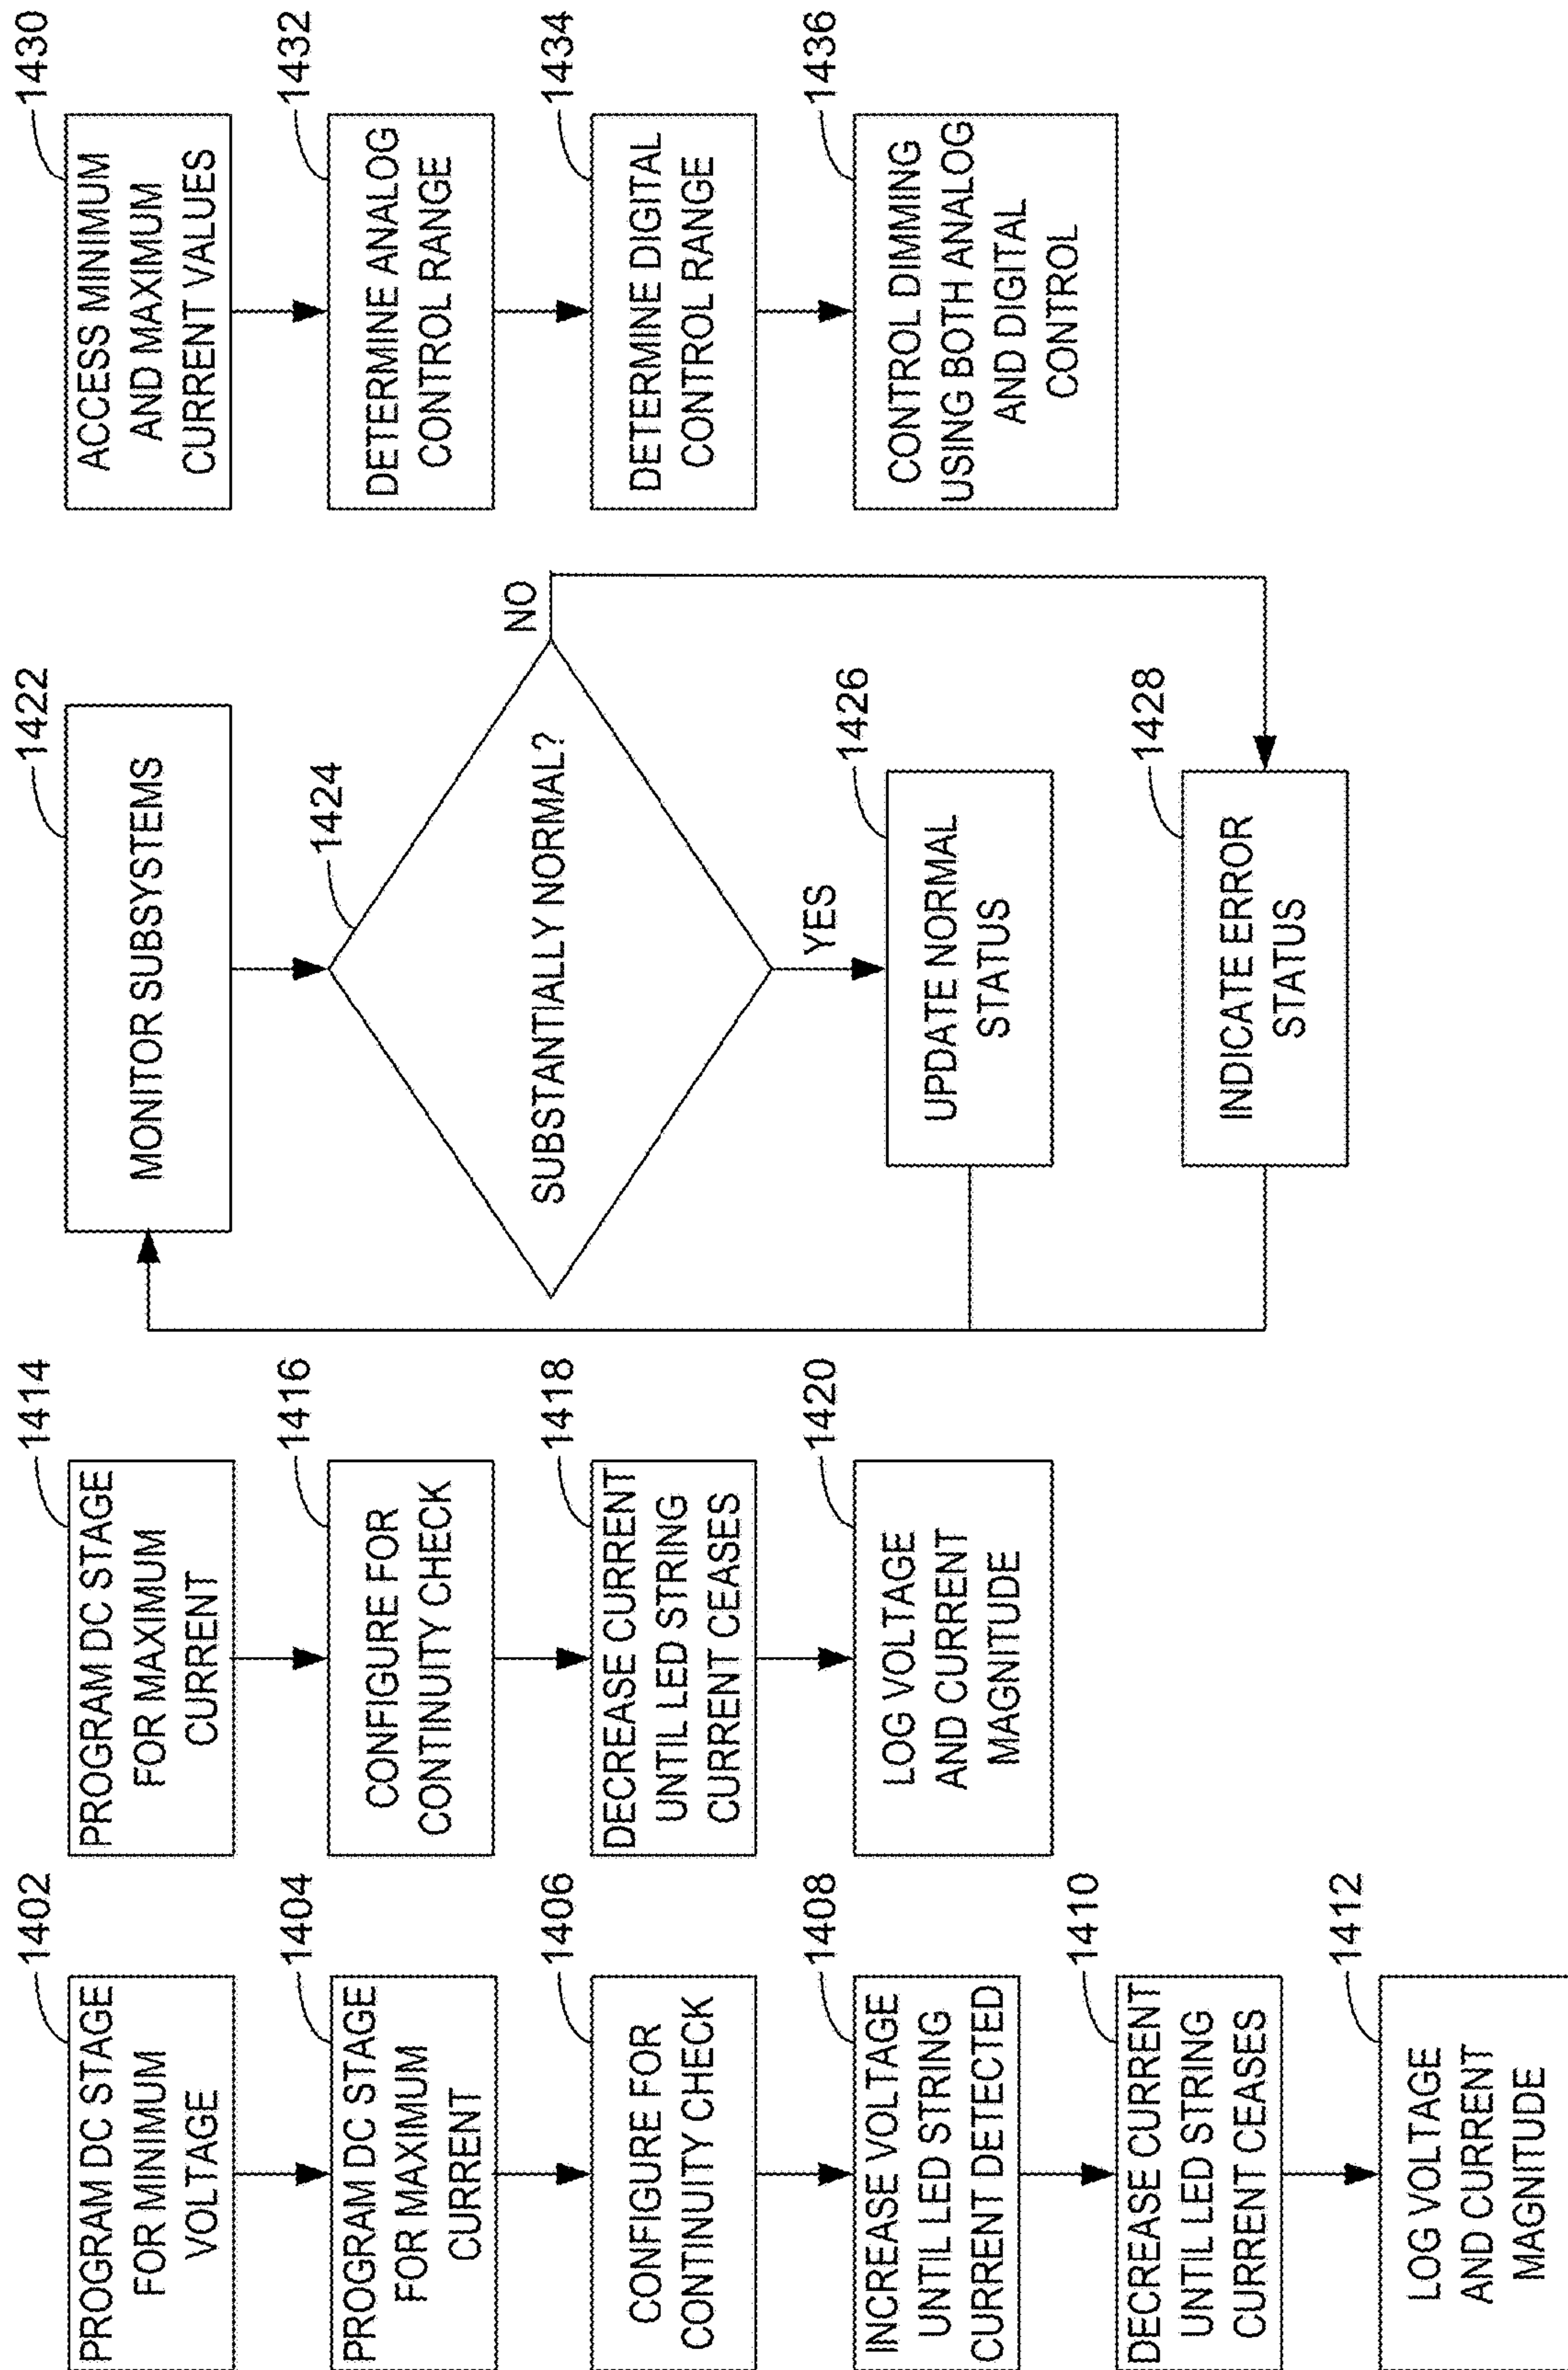 1402
PROGRAM DC STAGE
FOR MINIMUM
VOLTAGE
1404
PROGRAM DC STAGE
FOR MAXIMUM
CURRENT
1406
CONFIGURE FOR
CONTINUITY CHECK
1408
INCREASE VOLTAGE
UNTIL LED STRING
CURRENT DETECTED
1410
DECREASE CURRENT
UNTIL LED STRING
CURRENT CEASES
1412
LOG VOLTAGE
AND CURRENT
MAGNITUDE
1414
PROGRAM DC STAGE
FOR MAXIMUM
CURRENT
1416
CONFIGURE FOR
CONTINUITY CHECK
1418
DECREASE CURRENT
UNTIL LED STRING
CURRENT CEASES
1420
LOG VOLTAGE
AND CURRENT
MAGNITUDE
1422
MONITOR SUBSYSTEMS
1424
SUBSTANTIALLY NORMAL?
NO
YES
1426
UPDATE NORMAL
STATUS
1428
INDICATE ERROR
STATUS
1430
ACCESS MINIMUM
AND MAXIMUM
CURRENT VALUES
1432
DETERMINE ANALOG
CONTROL RANGE
1434
DETERMINE DIGITAL
CONTROL RANGE
1436
CONTROL DIMMING
USING BOTH ANALOG
AND DIGITAL
CONTROL